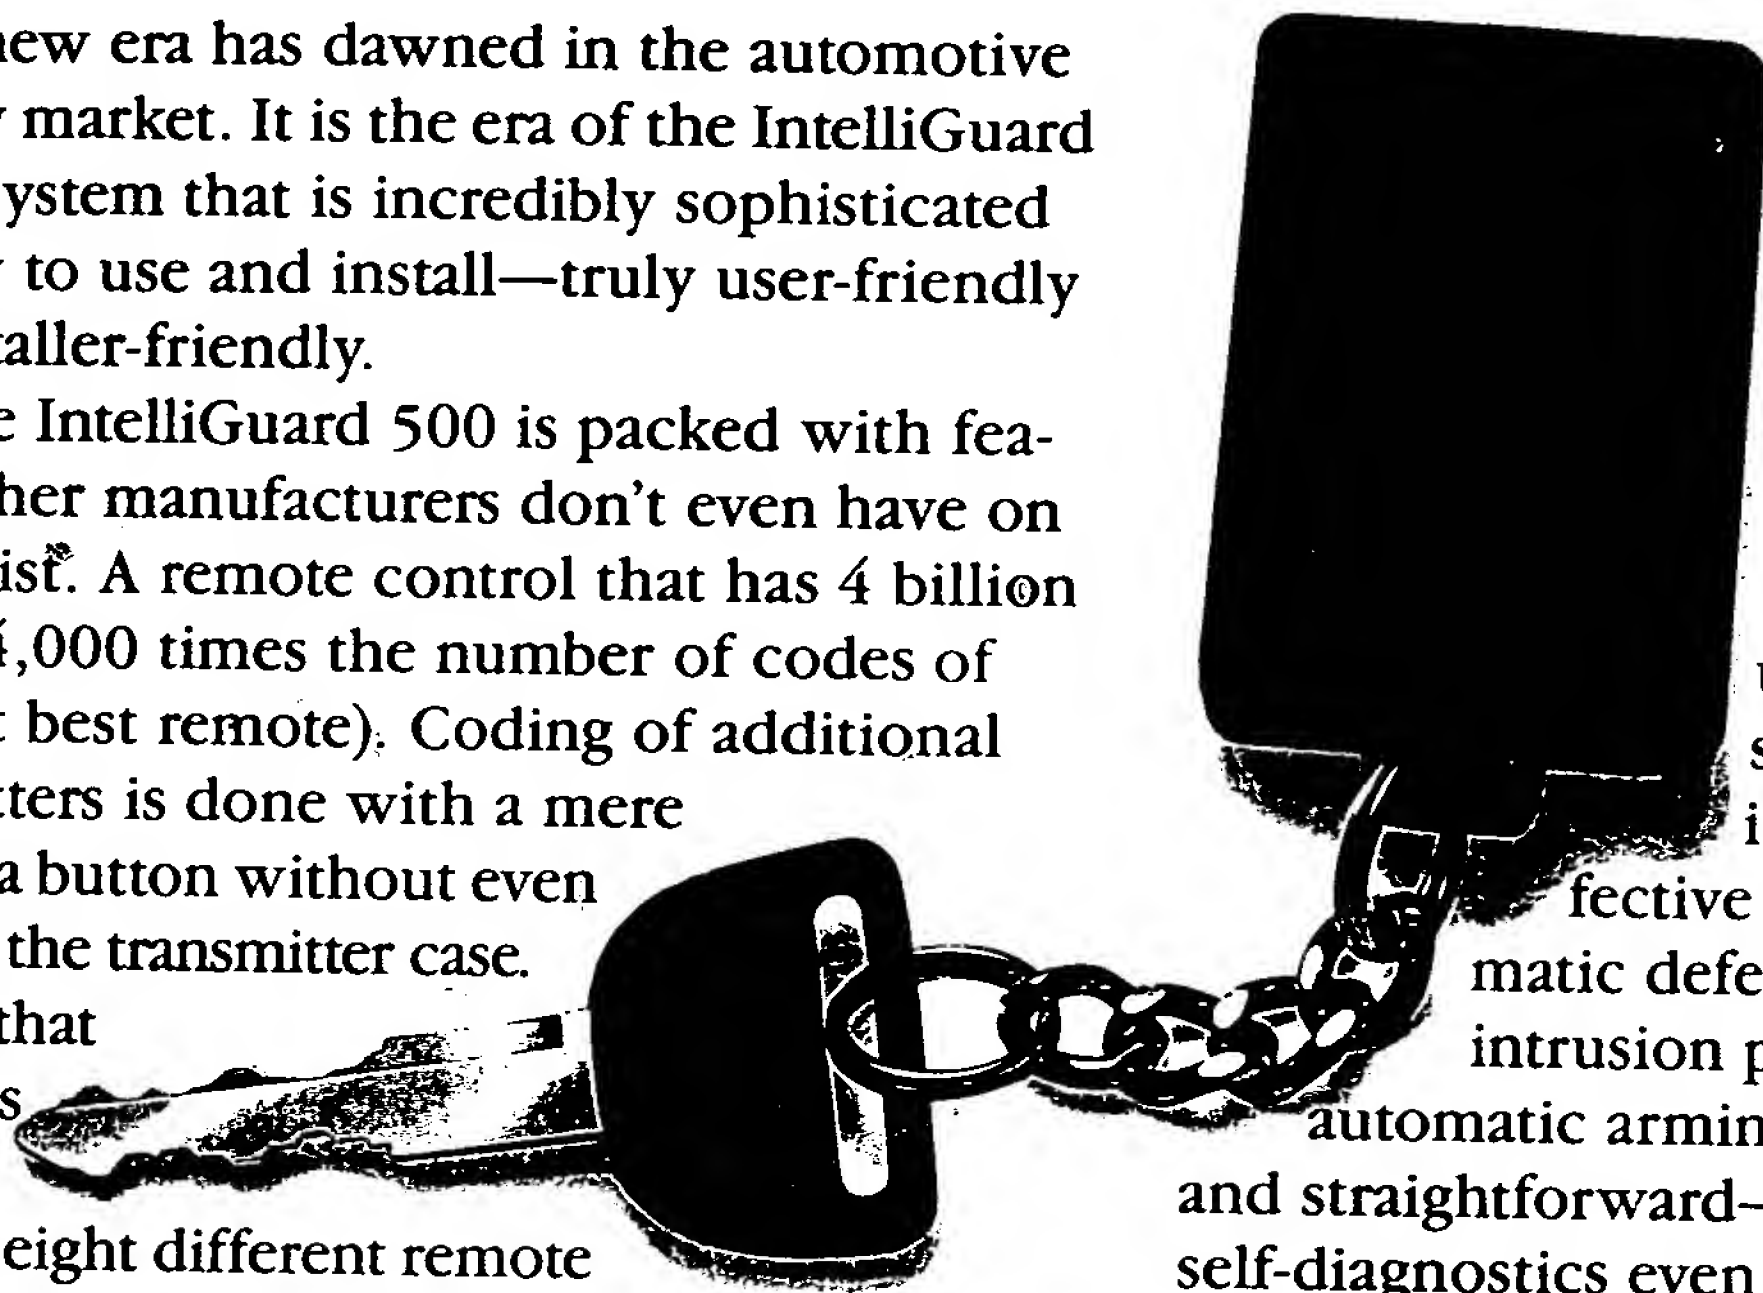 new era has dawned in the automotive
market. It is the era of the IntelliGuard
ystem that is incredibly sophisticated
to use and install—truly user-friendly
taller-friendly.
e IntelliGuard 500 is packed with fea-
her manufacturers don't even have on
ist. A remote control that has 4 billion
,000 times the number of codes of
best remote). Coding of additional
tters is done with a mere
a button without even
the transmitter case.
that
s
eight different remote
s
i
fective
matic defe
intrusion p
automatic armin
and straightforward—
self-diagnostics even